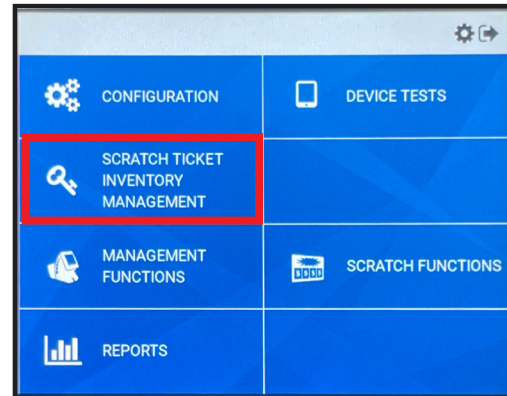 CONFIGURATION
DEVICE TESTS
SCRATCH TICKET
INVENTORY
MANAGEMENT
MANAGEMENT
FUNCTIONS
SCRATCH FUNCTIONS
REPORTS